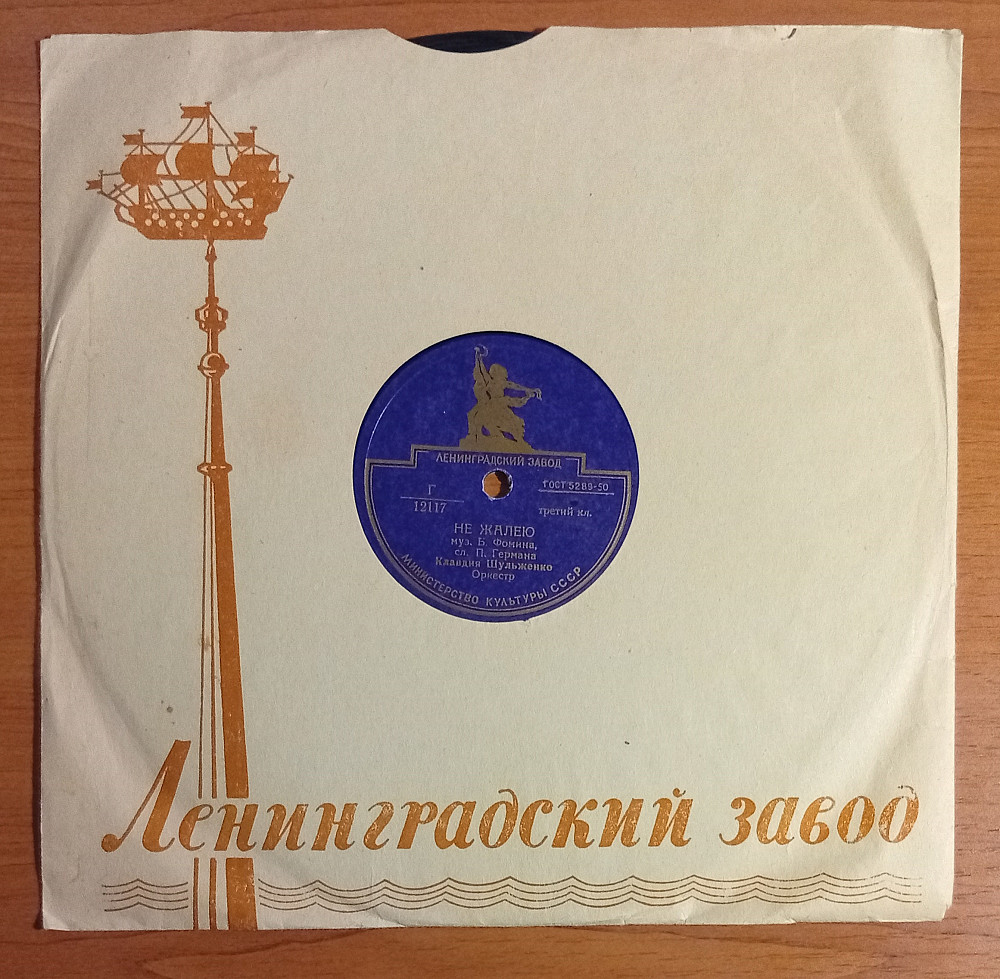 ЛЕНИНГРАДСКИЙ ЗАВОД
Г
12117
ГОСТ 5289-50
третий кл.
НЕ ЖАЛЕЮ
муз. Б. Фомина,
сл. П. Германа
Клавдия Шульженко
Оркестр
МИНИСТЕРСТВО КУЛЬТУРЫ СССР
Ленинградский завод